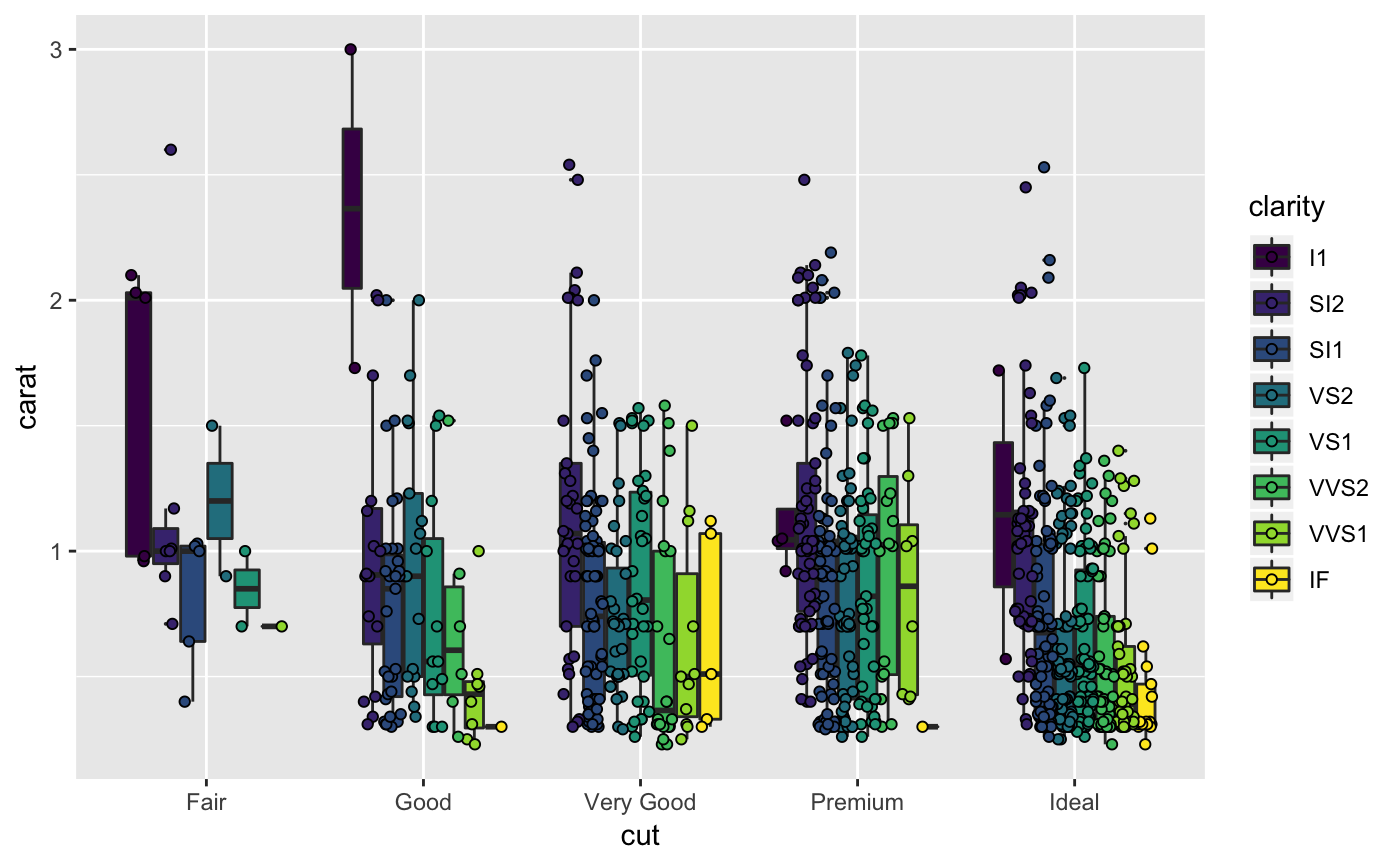 3
2
1
carat
Fair
Good
Very Good
Premium
Ideal
cut
clarity
I1
SI2
SI1
VS2
VS1
VVS2
VVS1
IF